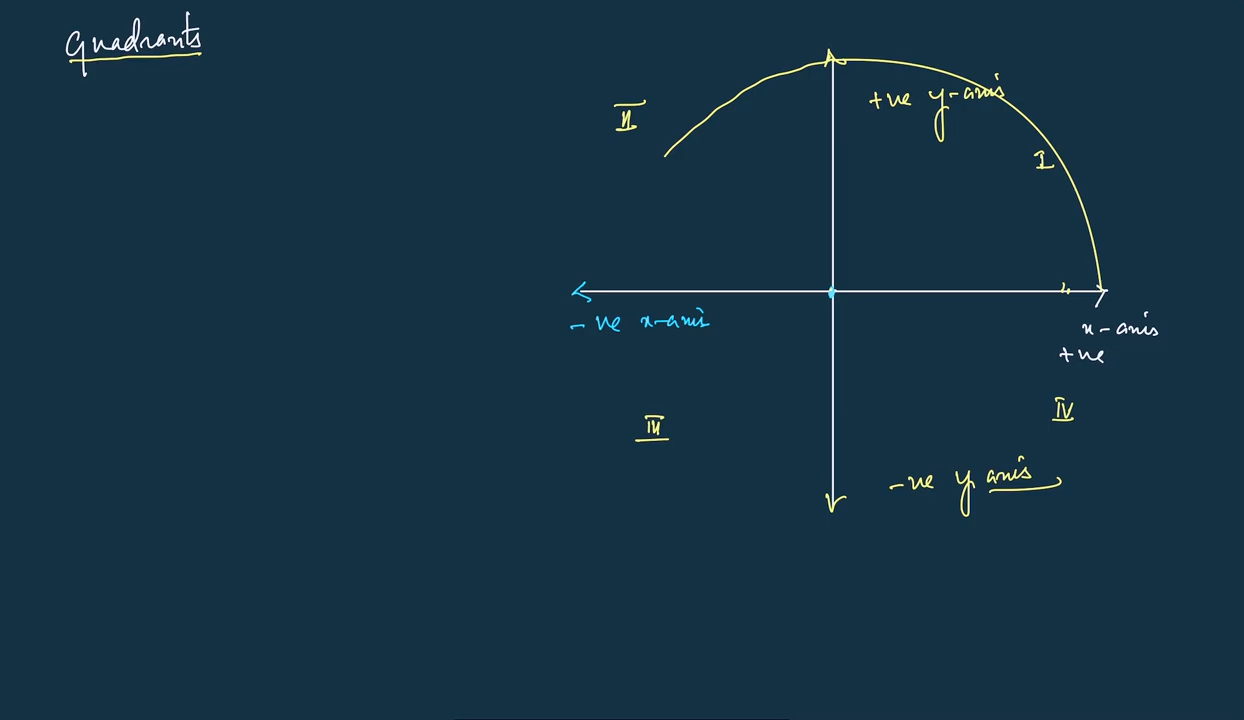 Quadrants
+ve y-axis
II
I
-ve x-axis
x-axis
+ve
IV
III
-ve y axis